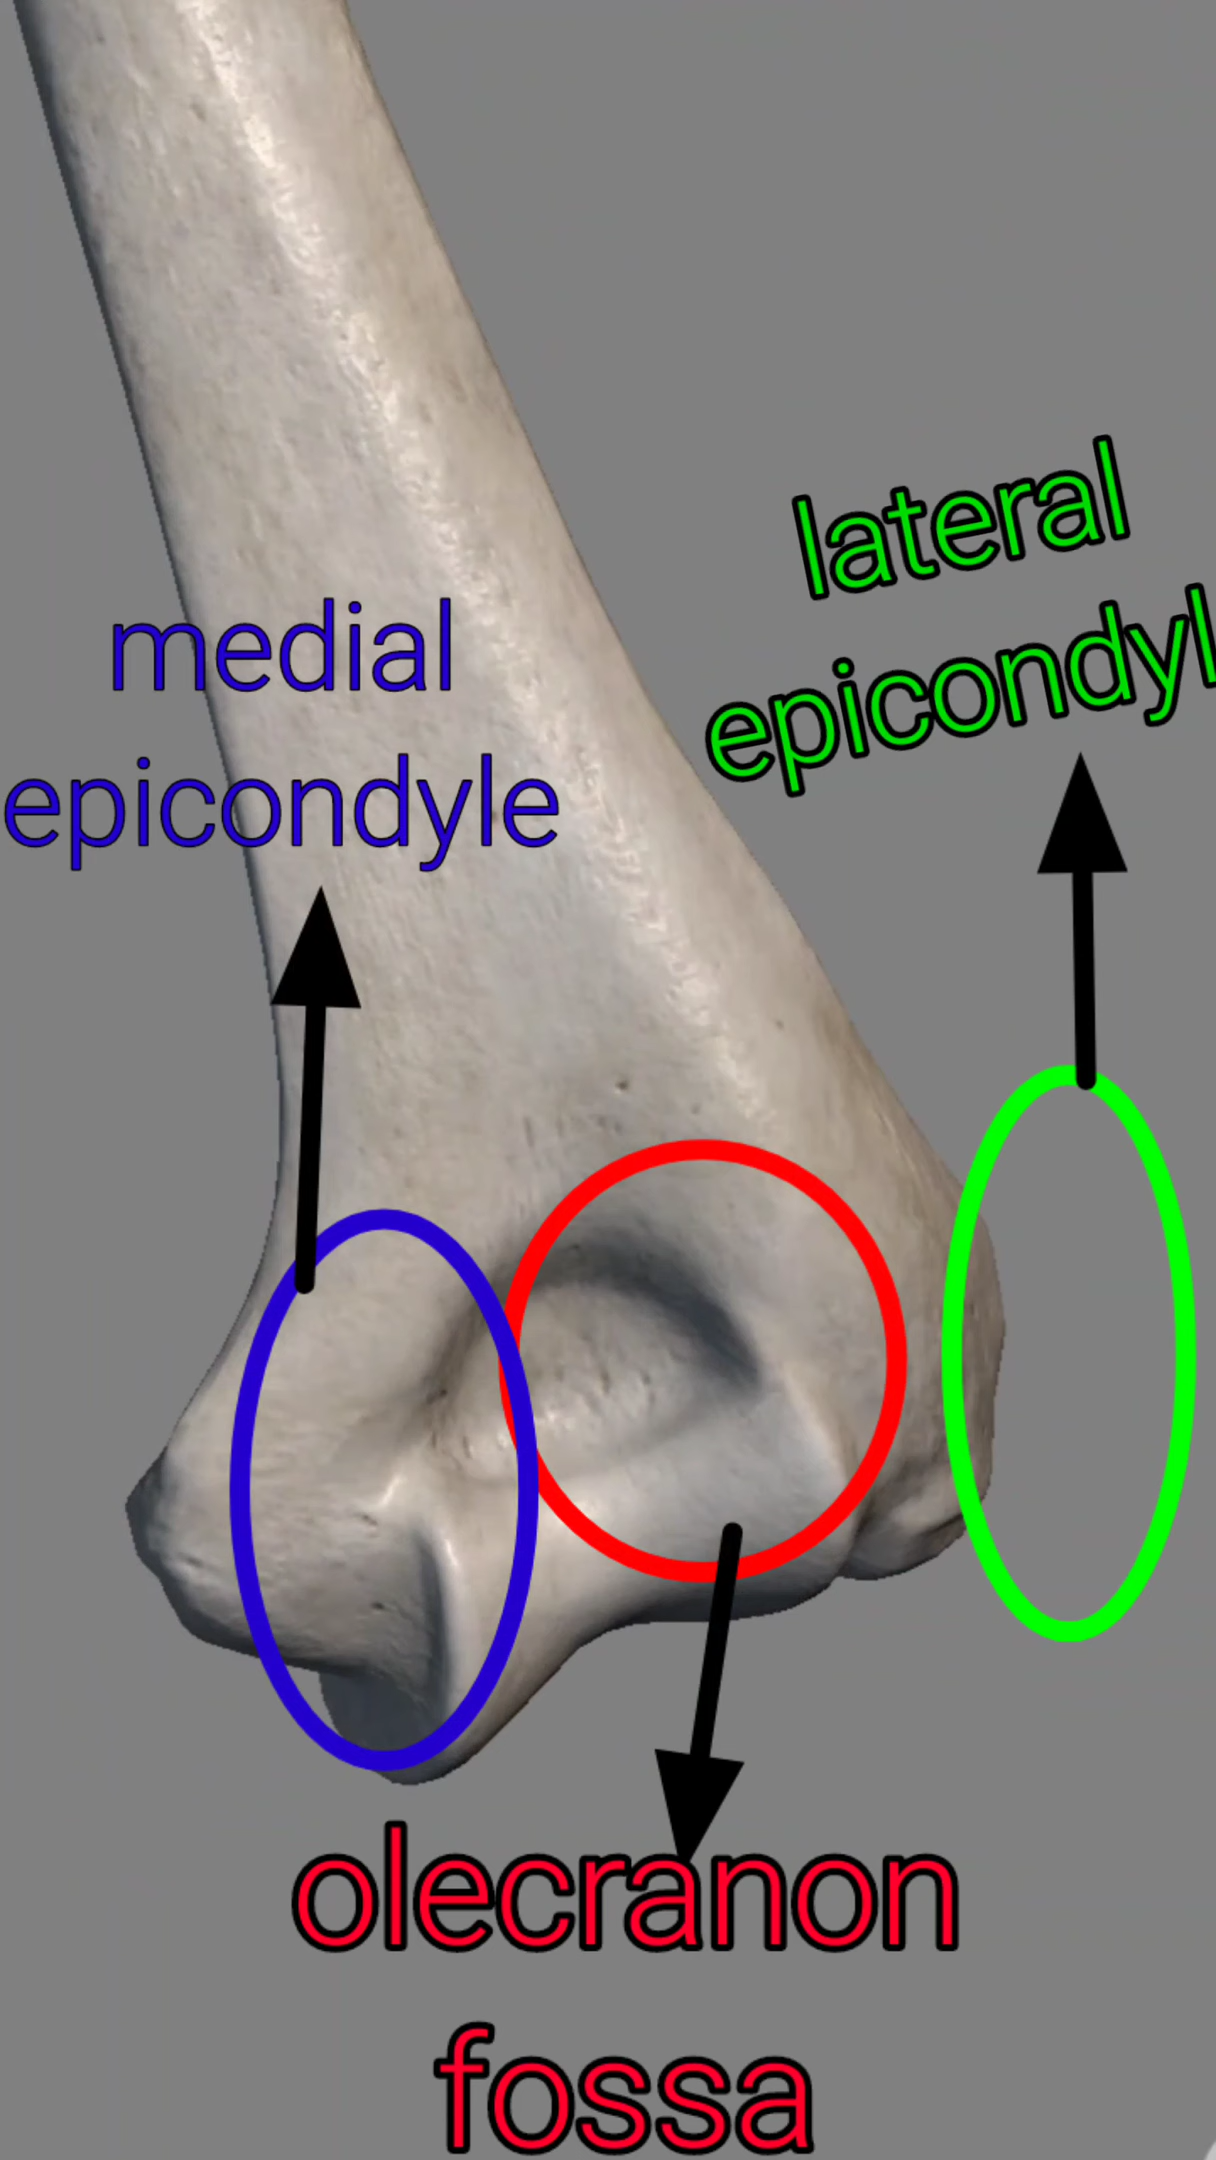 lateral
epicondyl
medial
epicondyle
olecranon
fossa